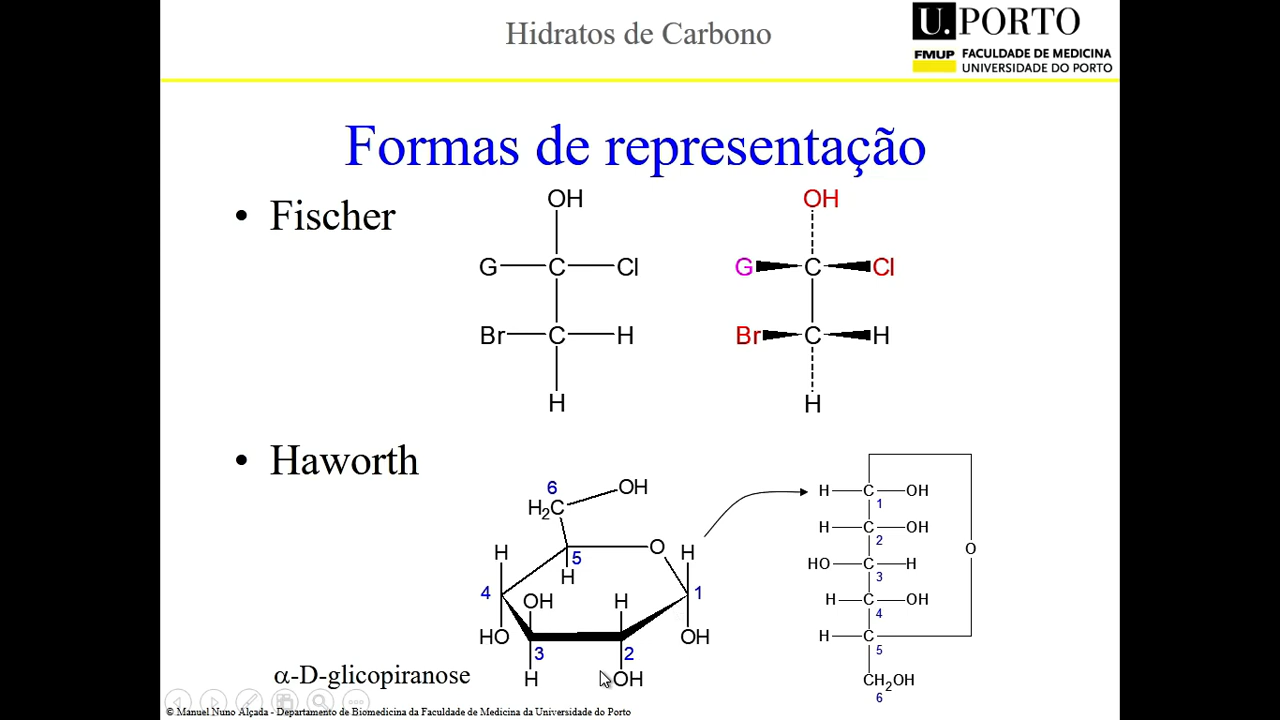 Hidratos de Carbono
U.PORTO
FMUP FACULDADE DE MEDICINA
UNIVERSIDADE DO PORTO
Formas de representação
• Fischer
OH
G C Cl
Br C H
H
OH
G C Cl
Br C H
H
• Haworth
6 OH
H₂C
H 5 O H
H
4 OH H 1
HO 3 2 OH
H OH
α-D-glicopiranose
H C OH
1
H C OH
2
HO C H
3
O
H C OH
4
H C
5
CH₂OH
6
© Manuel Nuno Alçada - Departamento de Biomedicina da Faculdade de Medicina da Universidade do Porto